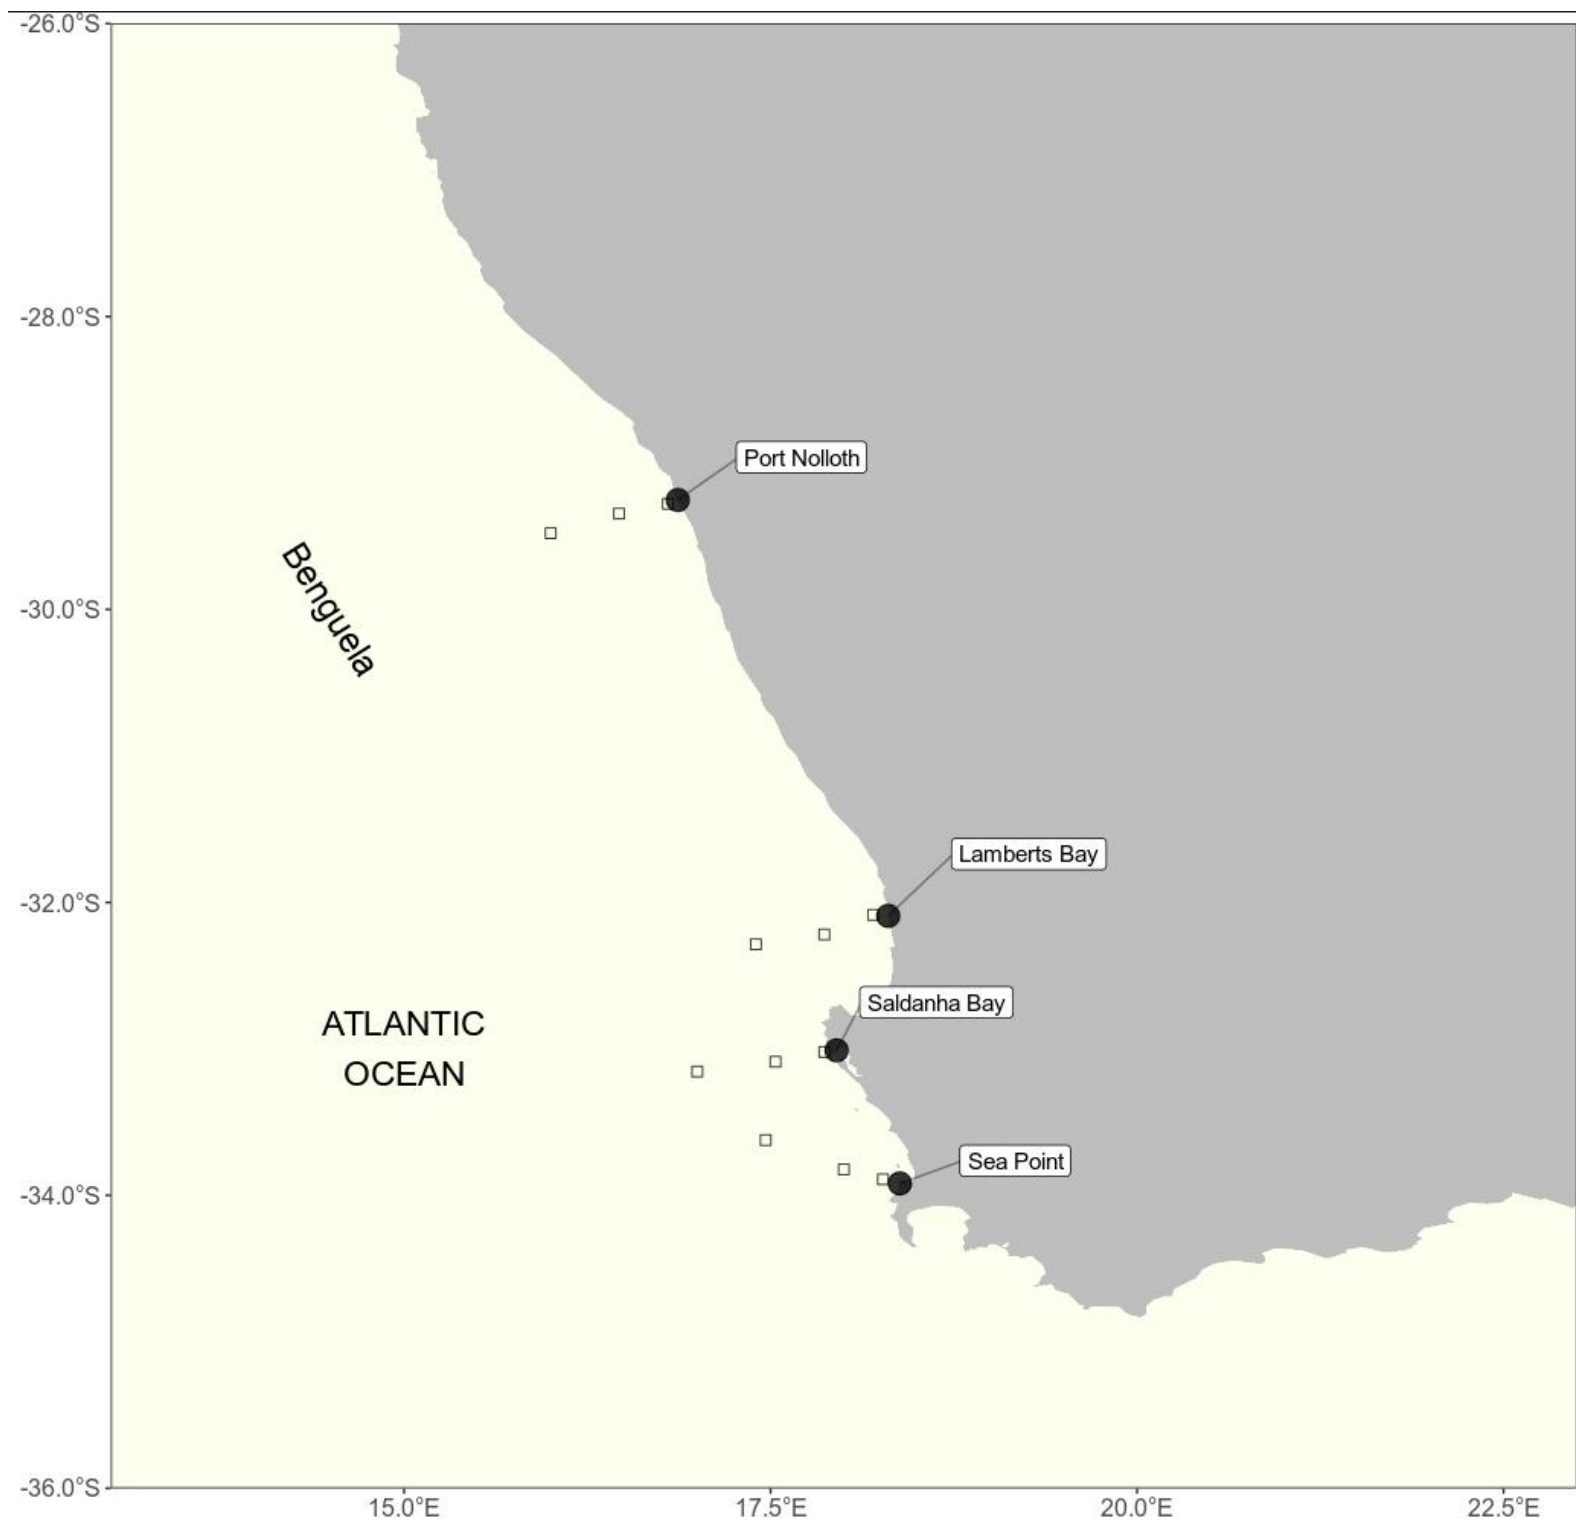 -26.0°S
-28.0°S
Port Nolloth
Benguela
-30.0°S
Lamberts Bay
-32.0°S
Saldanha Bay
ATLANTIC
OCEAN
Sea Point
-34.0°S
-36.0°S
15.0°E
17.5°E
20.0°E
22.5°E